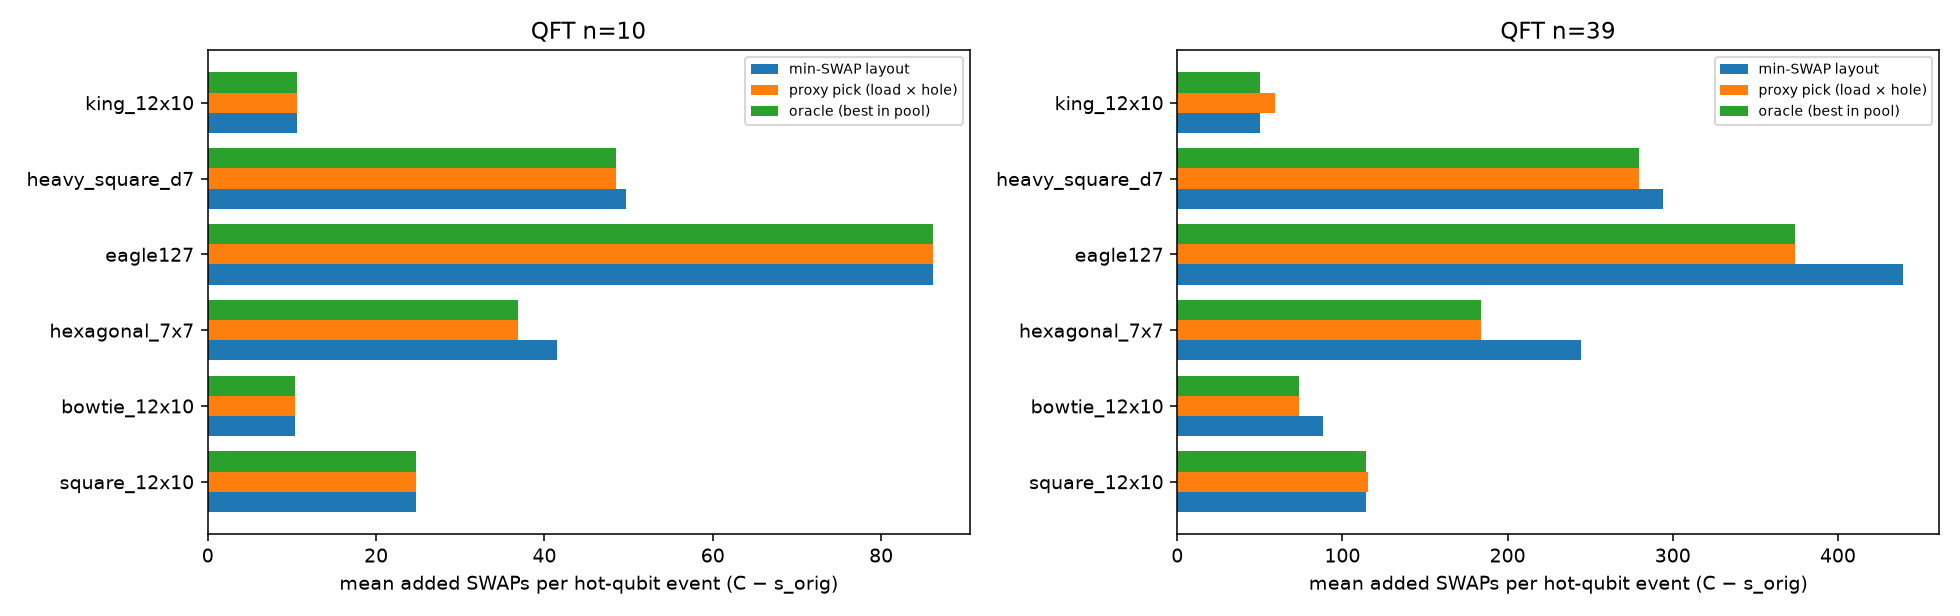 QFT n=10
min-SWAP layout
proxy pick (load × hole)
oracle (best in pool)
king_12x10
heavy_square_d7
eagle127
hexagonal_7x7
bowtie_12x10
square_12x10
0 20 40 60 80
mean added SWAPs per hot-qubit event (C − s_orig)
QFT n=39
min-SWAP layout
proxy pick (load × hole)
oracle (best in pool)
king_12x10
heavy_square_d7
eagle127
hexagonal_7x7
bowtie_12x10
square_12x10
0 100 200 300 400
mean added SWAPs per hot-qubit event (C − s_orig)